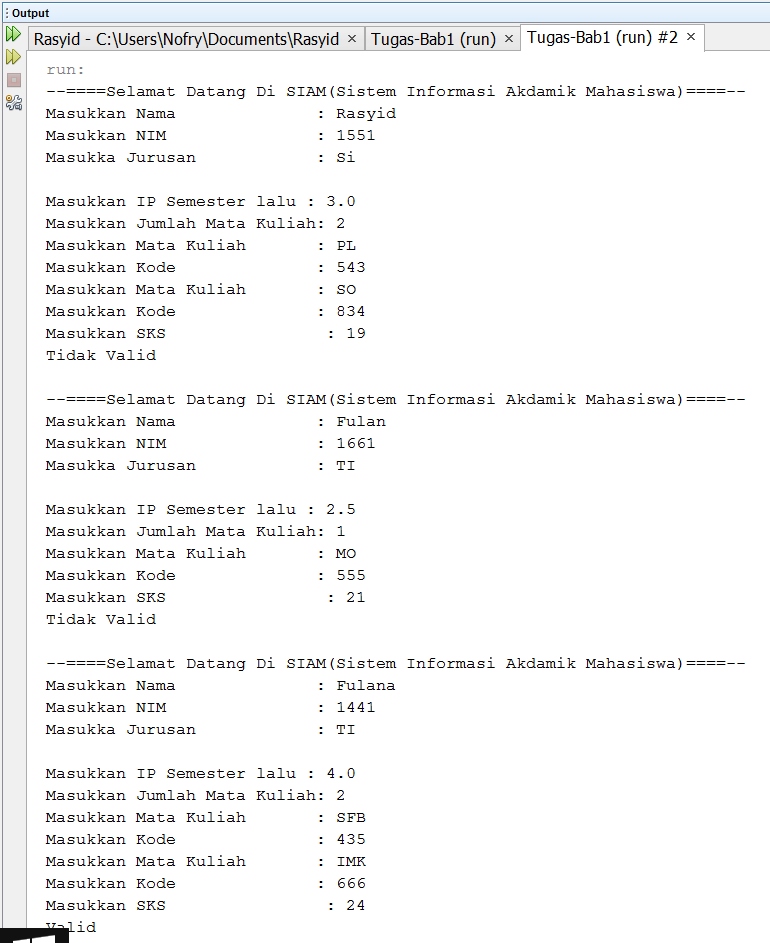 Output
Rasyid - C:\Users\Nofry\Documents\Rasyid × Tugas-Bab1 (run) × Tugas-Bab1 (run) #2 ×
run:
--====Selamat Datang Di SIAM(Sistem Informasi Akdamik Mahasiswa)====--
Masukkan Nama : Rasyid
Masukkan NIM : 1551
Masukka Jurusan : Si
Masukkan IP Semester lalu : 3.0
Masukkan Jumlah Mata Kuliah: 2
Masukkan Mata Kuliah : PL
Masukkan Kode : 543
Masukkan Mata Kuliah : SO
Masukkan Kode : 834
Masukkan SKS : 19
Tidak Valid
--====Selamat Datang Di SIAM(Sistem Informasi Akdamik Mahasiswa)====--
Masukkan Nama : Fulan
Masukkan NIM : 1661
Masukka Jurusan : TI
Masukkan IP Semester lalu : 2.5
Masukkan Jumlah Mata Kuliah: 1
Masukkan Mata Kuliah : MO
Masukkan Kode : 555
Masukkan SKS : 21
Tidak Valid
--====Selamat Datang Di SIAM(Sistem Informasi Akdamik Mahasiswa)====--
Masukkan Nama : Fulana
Masukkan NIM : 1441
Masukka Jurusan : TI
Masukkan IP Semester lalu : 4.0
Masukkan Jumlah Mata Kuliah: 2
Masukkan Mata Kuliah : SFB
Masukkan Kode : 435
Masukkan Mata Kuliah : IMK
Masukkan Kode : 666
Masukkan SKS : 24
Valid